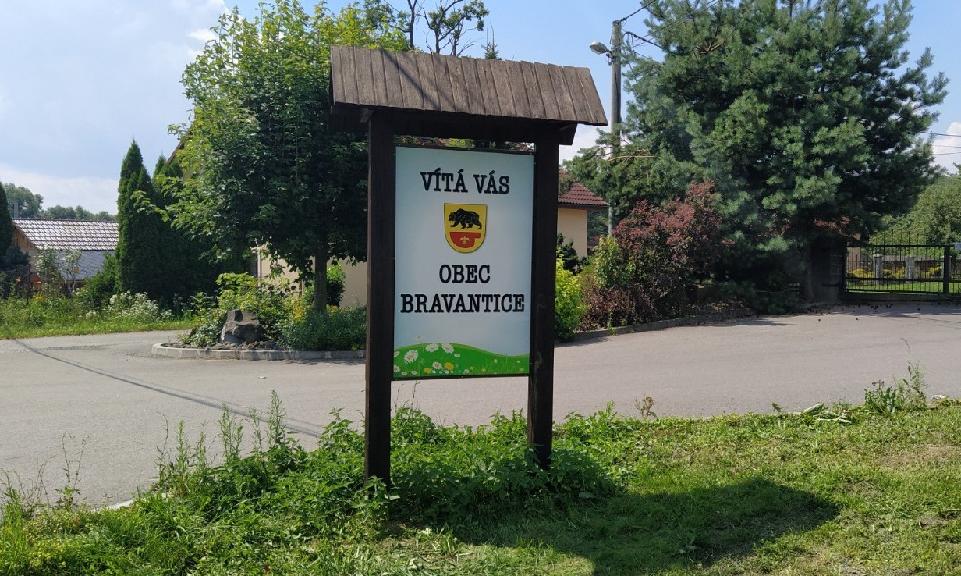 VÍTÁ VÁS
OBEC
BRAVANTICE